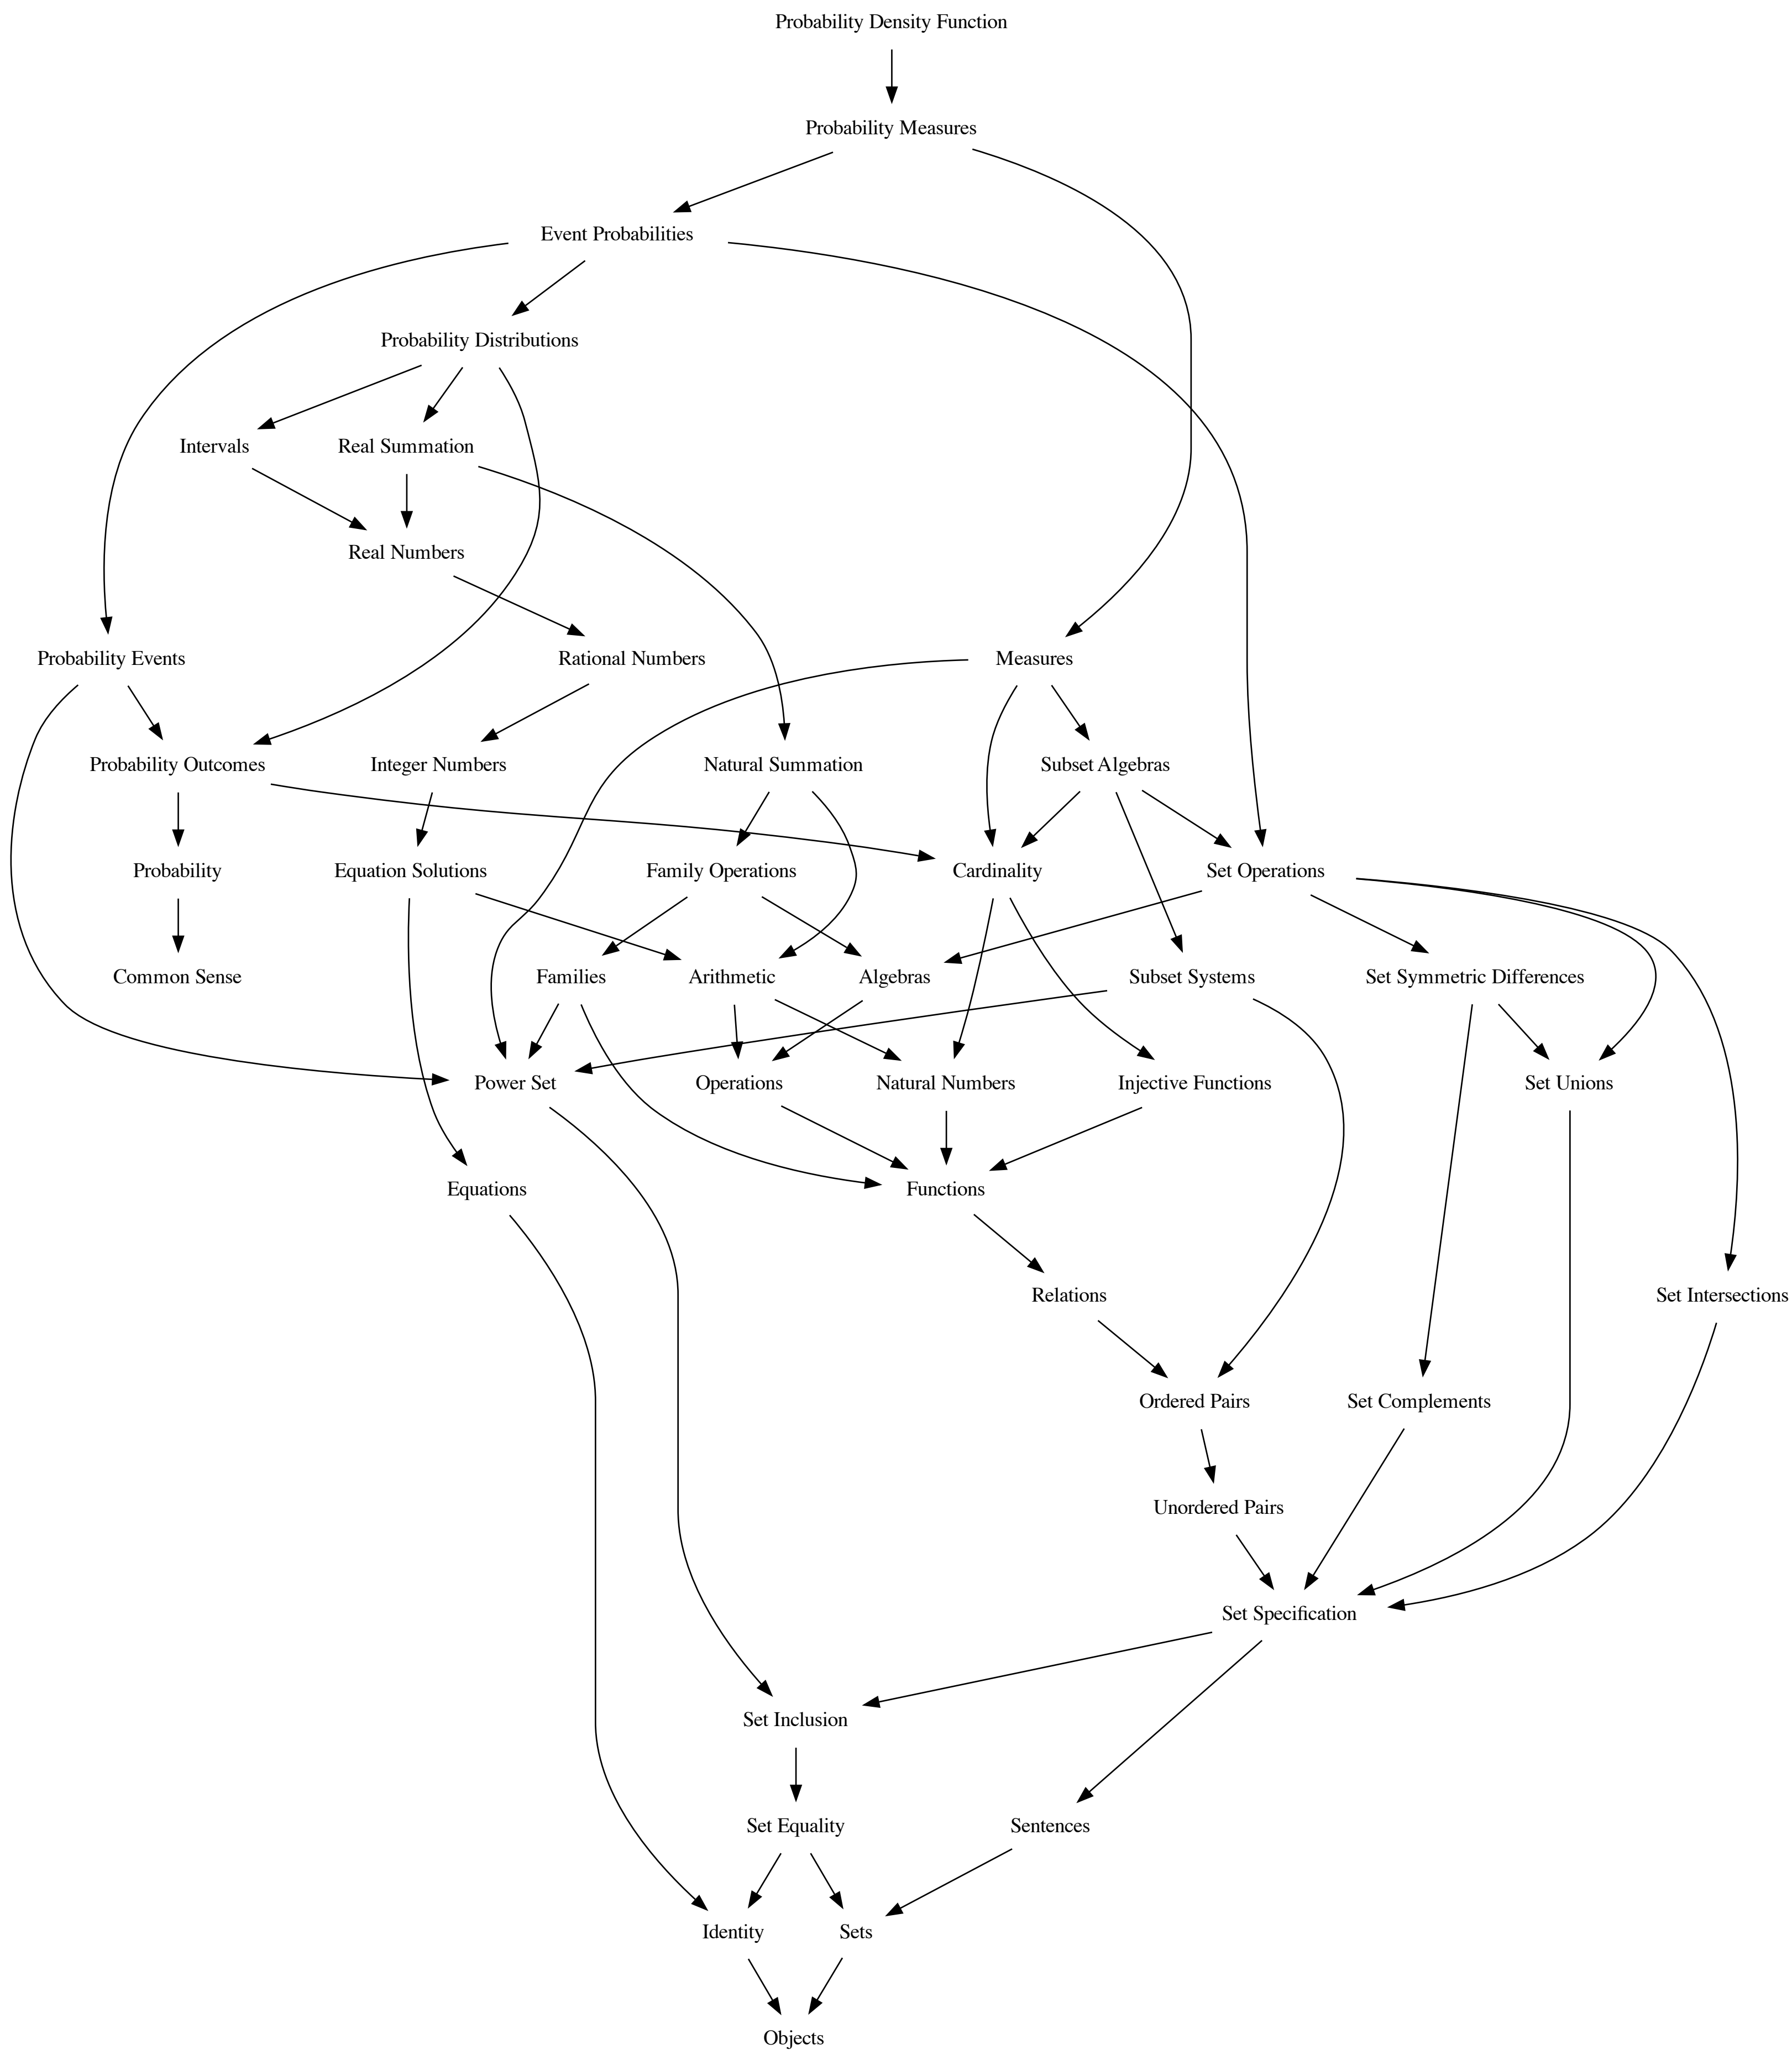 Probability Density Function
Probability Measures
Event Probabilities
Probability Distributions
Intervals
Real Summation
Real Numbers
Probability Events
Rational Numbers
Measures
Probability Outcomes
Integer Numbers
Natural Summation
Subset Algebras
Probability
Equation Solutions
Family Operations
Cardinality
Set Operations
Common Sense
Families
Arithmetic
Algebras
Subset Systems
Set Symmetric Differences
Power Set
Operations
Natural Numbers
Injective Functions
Set Unions
Equations
Functions
Relations
Set Intersections
Ordered Pairs
Set Complements
Unordered Pairs
Set Specification
Set Inclusion
Set Equality
Sentences
Identity
Sets
Objects